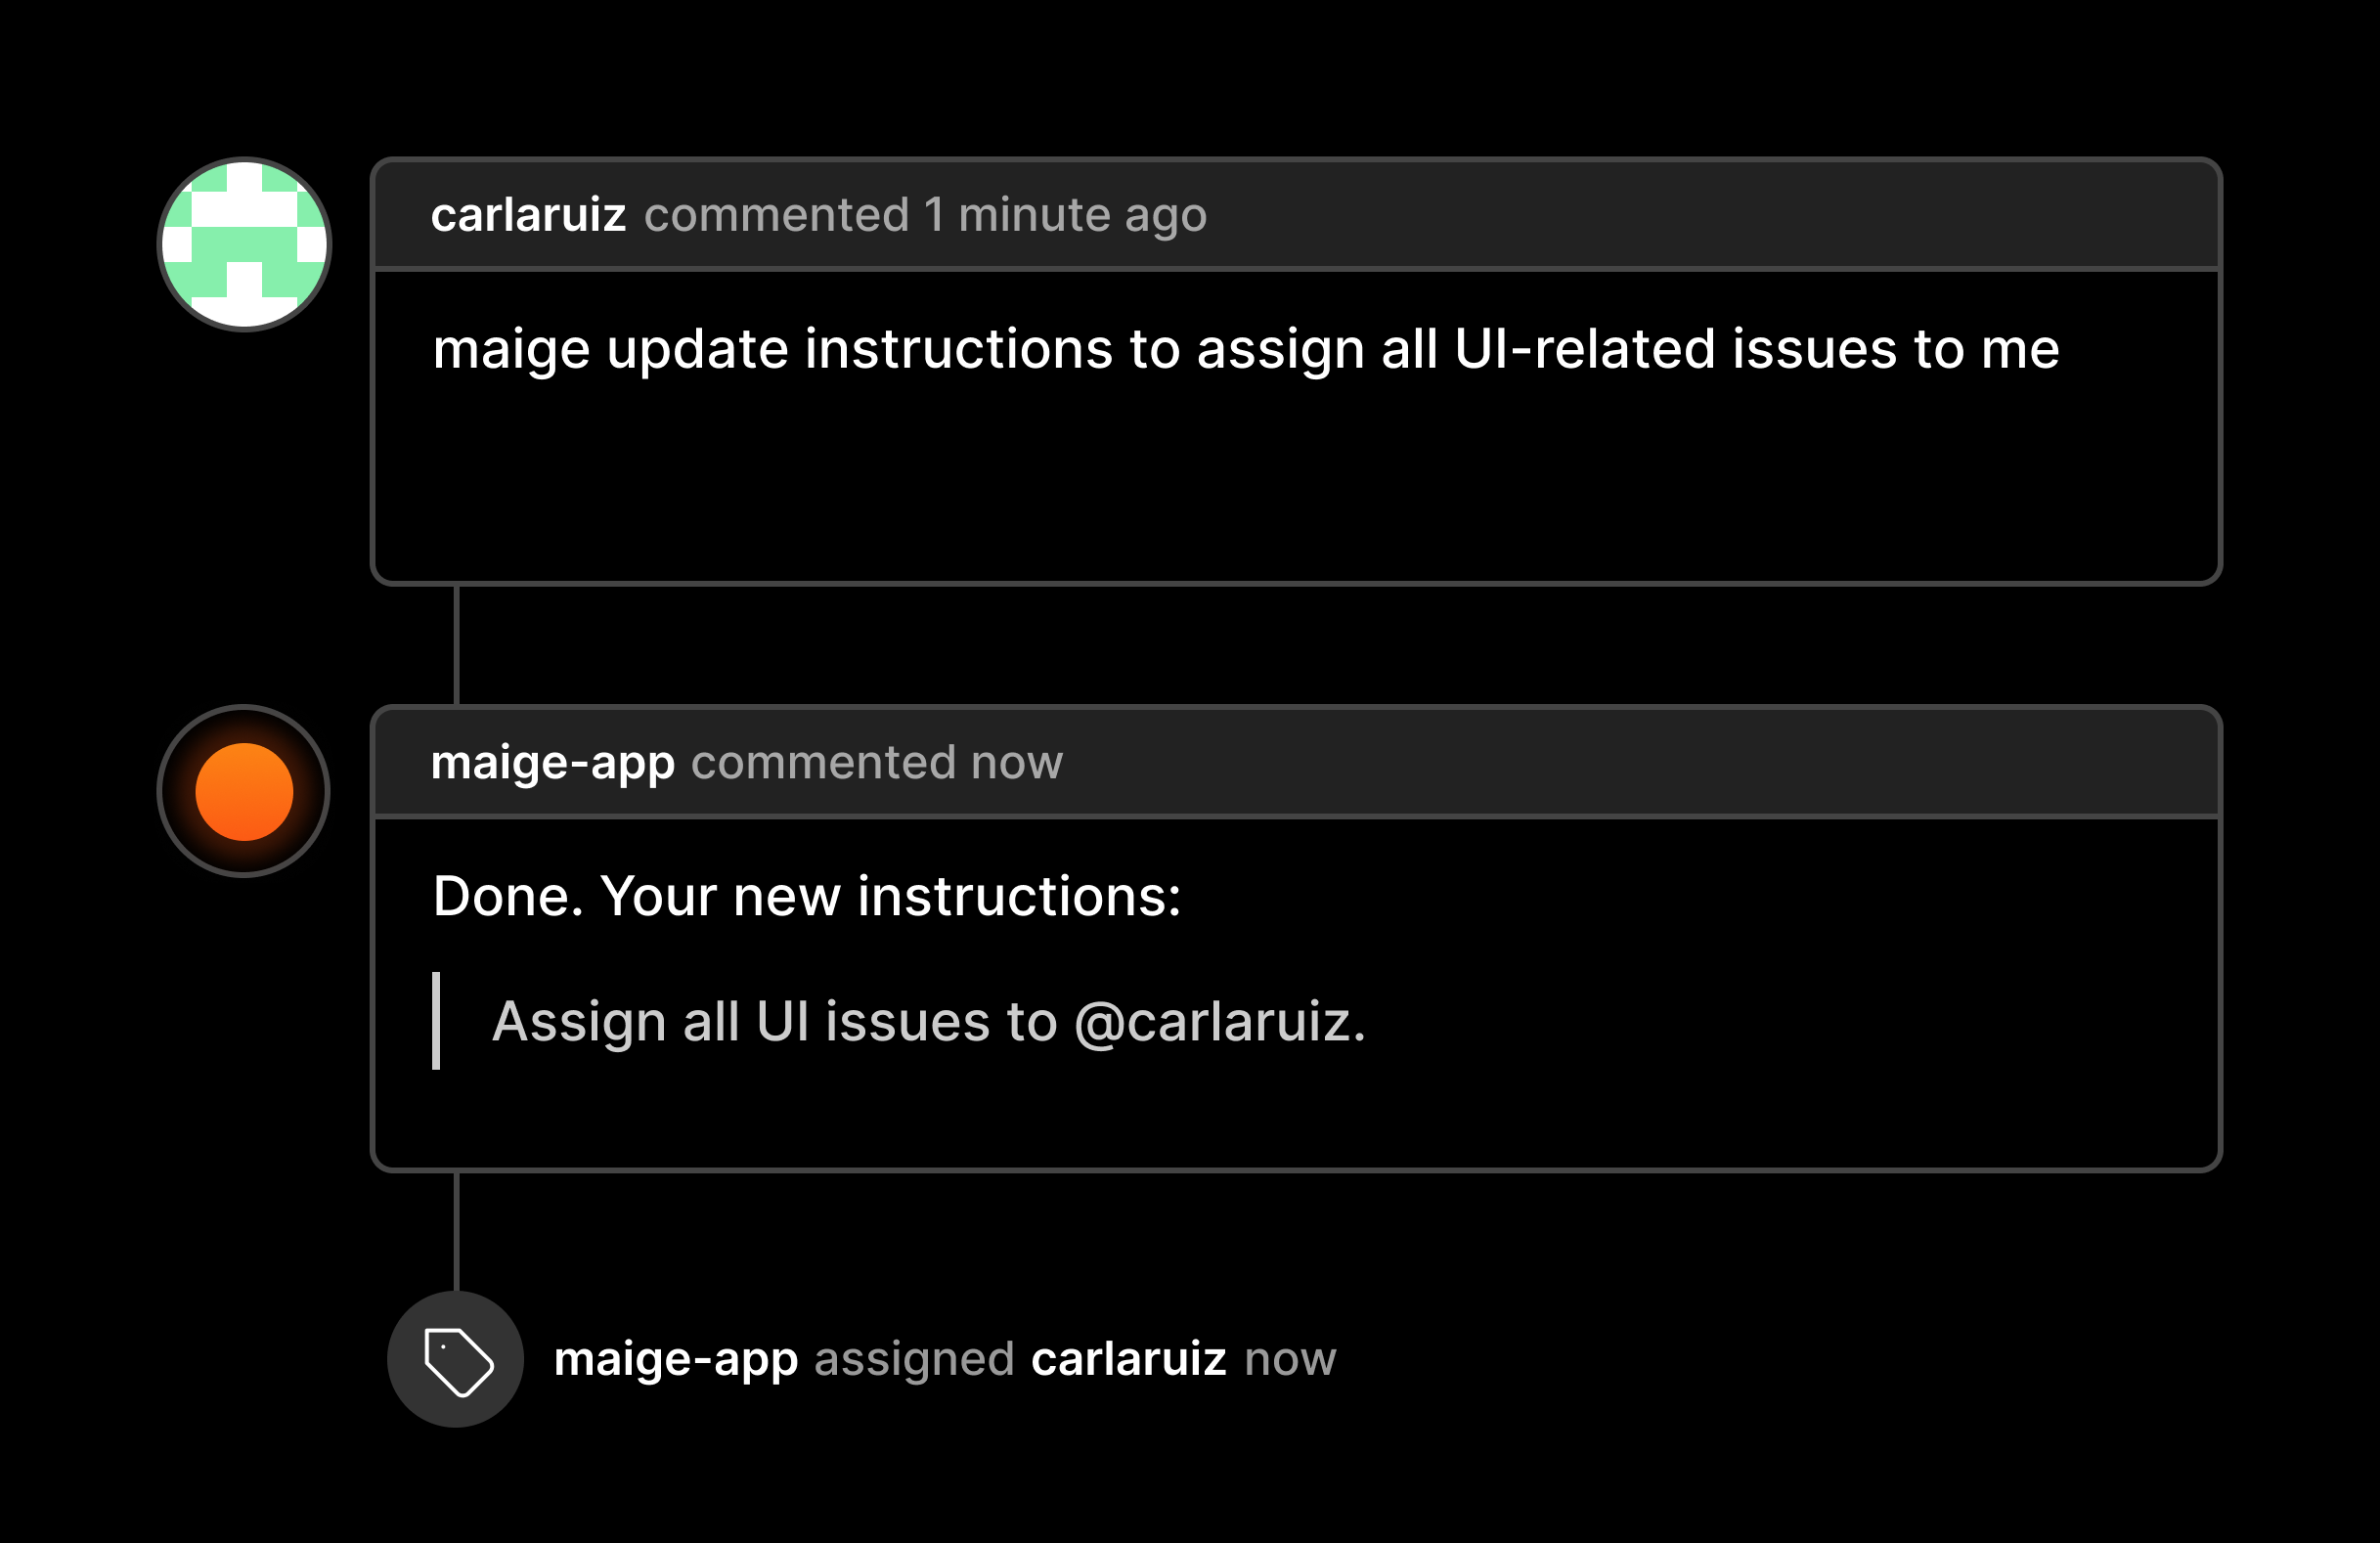 carlaruiz commented 1 minute ago
maige update instructions to assign all UI-related issues to me
maige-app commented now
Done. Your new instructions:
Assign all UI issues to @carlaruiz.
maige-app assigned carlaruiz now